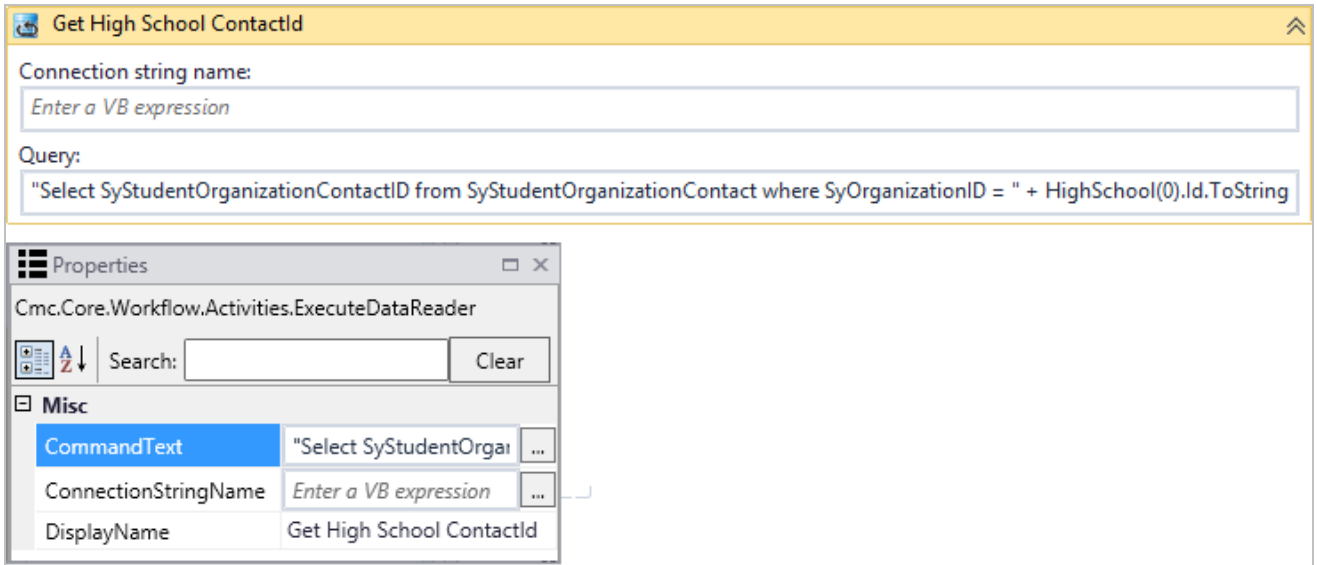 Get High School ContactId
Connection string name:
Enter a VB expression
Query:
"Select SyStudentOrganizationContactID from SyStudentOrganizationContact where SyOrganizationID = " + HighSchool(0).Id.ToString
Properties
Cmc.Core.Workflow.Activities.ExecuteDataReader
A Z Search: Clear
Misc
CommandText "Select SyStudentOrgar ...
ConnectionStringName Enter a VB expression ...
DisplayName Get High School ContactId